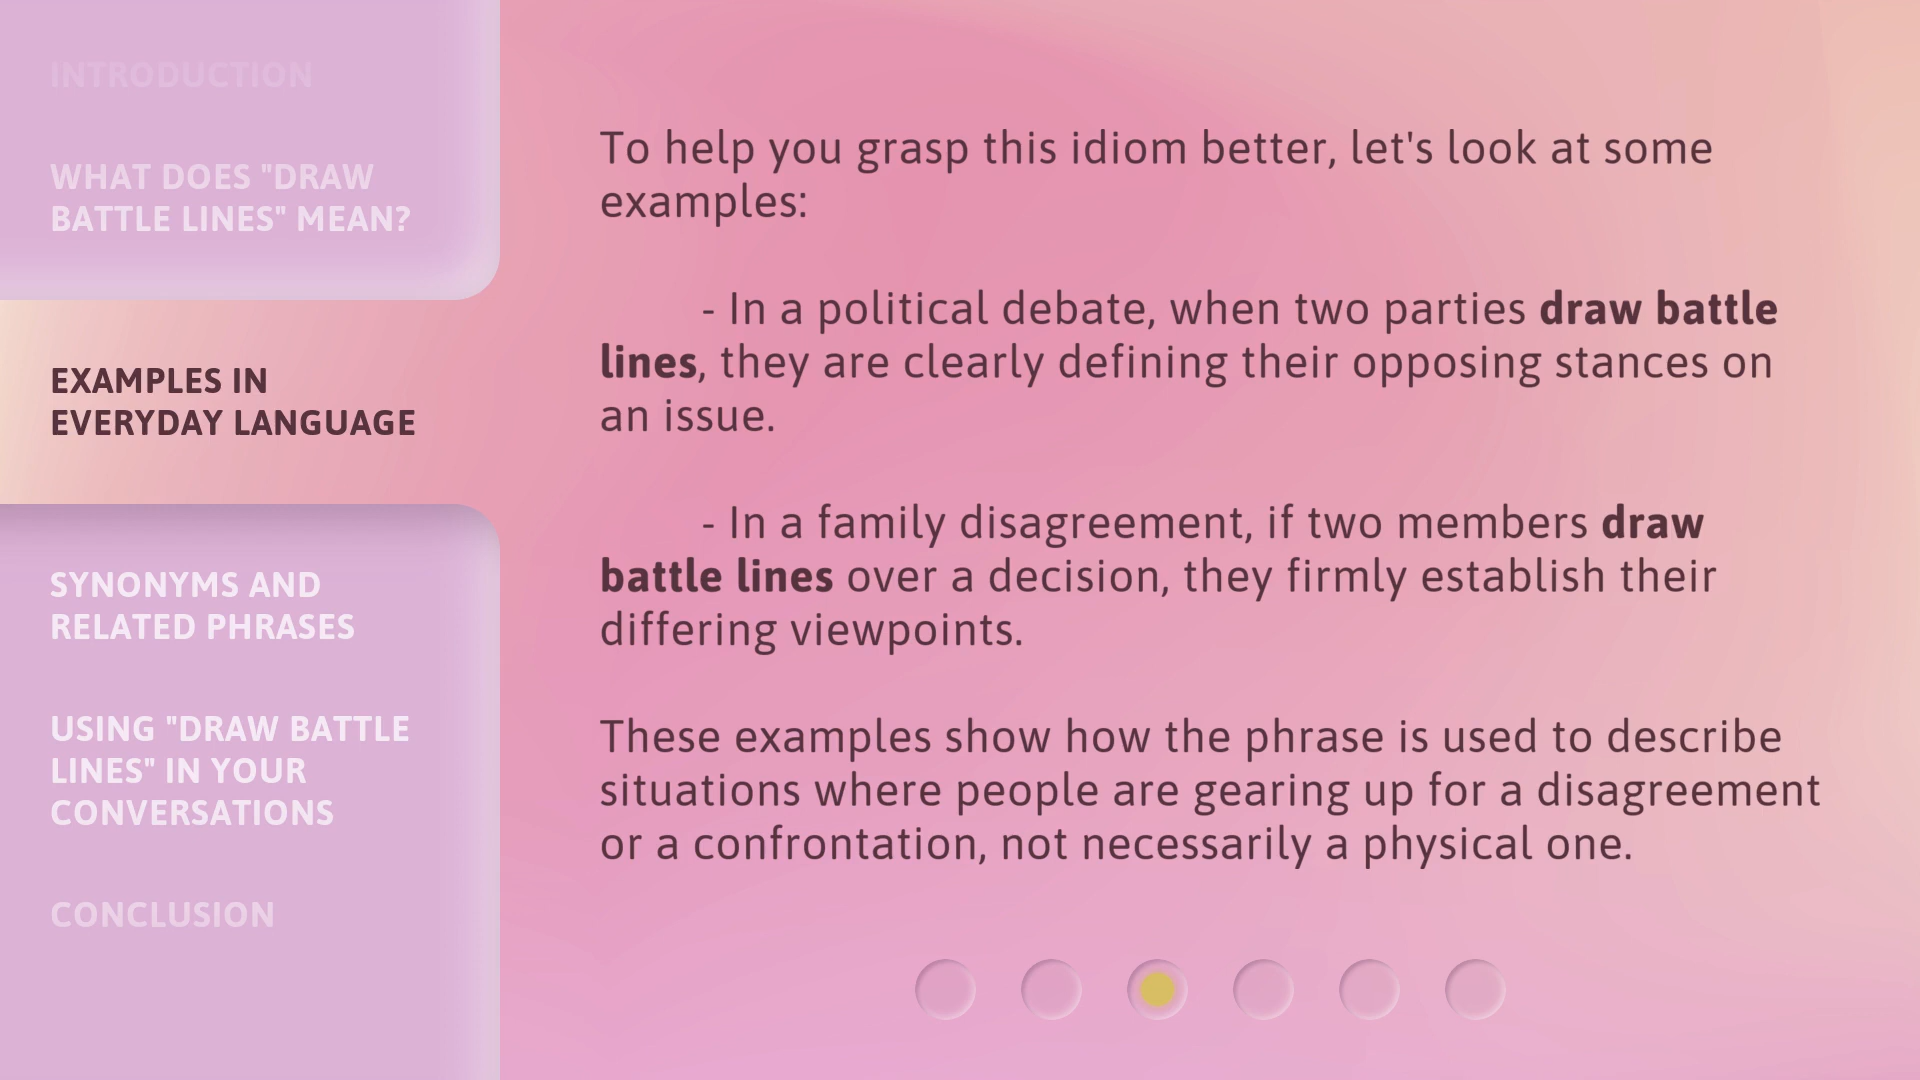 INTRODUCTION
WHAT DOES "DRAW
BATTLE LINES" MEAN?
EXAMPLES IN
EVERYDAY LANGUAGE
SYNONYMS AND
RELATED PHRASES
USING "DRAW BATTLE
LINES" IN YOUR
CONVERSATIONS
CONCLUSION
To help you grasp this idiom better, let's look at some
examples:
- In a political debate, when two parties draw battle
lines, they are clearly defining their opposing stances on
an issue.
- In a family disagreement, if two members draw
battle lines over a decision, they firmly establish their
differing viewpoints.
These examples show how the phrase is used to describe
situations where people are gearing up for a disagreement
or a confrontation, not necessarily a physical one.